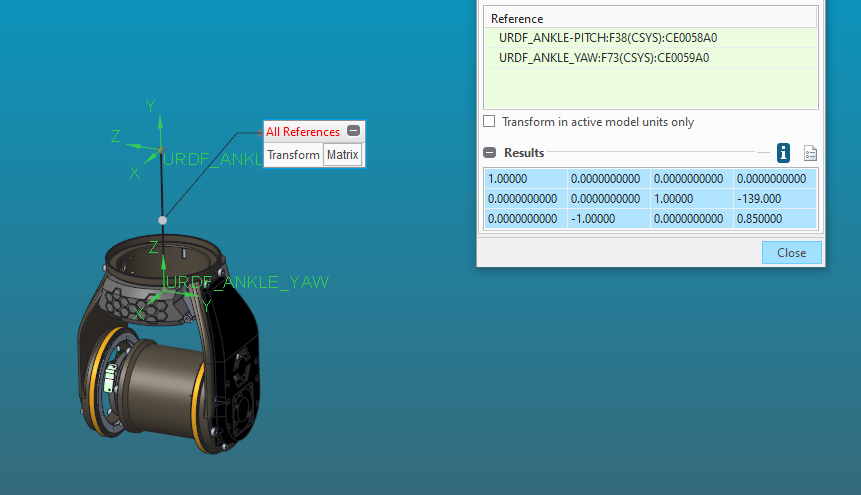 Reference
URDF_ANKLE-PITCH:F38(CSYS):CE0058A0
URDF_ANKLE_YAW:F73(CSYS):CE0059A0
Transform in active model units only
Results
1.00000 0.0000000000 0.0000000000 0.0000000000
0.0000000000 0.0000000000 1.00000 -139.000
0.0000000000 -1.00000 0.0000000000 0.850000
Close
All References
Transform Matrix
Y
Z
X
URDF_ANKL
Z
URDF_ANKLE_YAW
X
Y